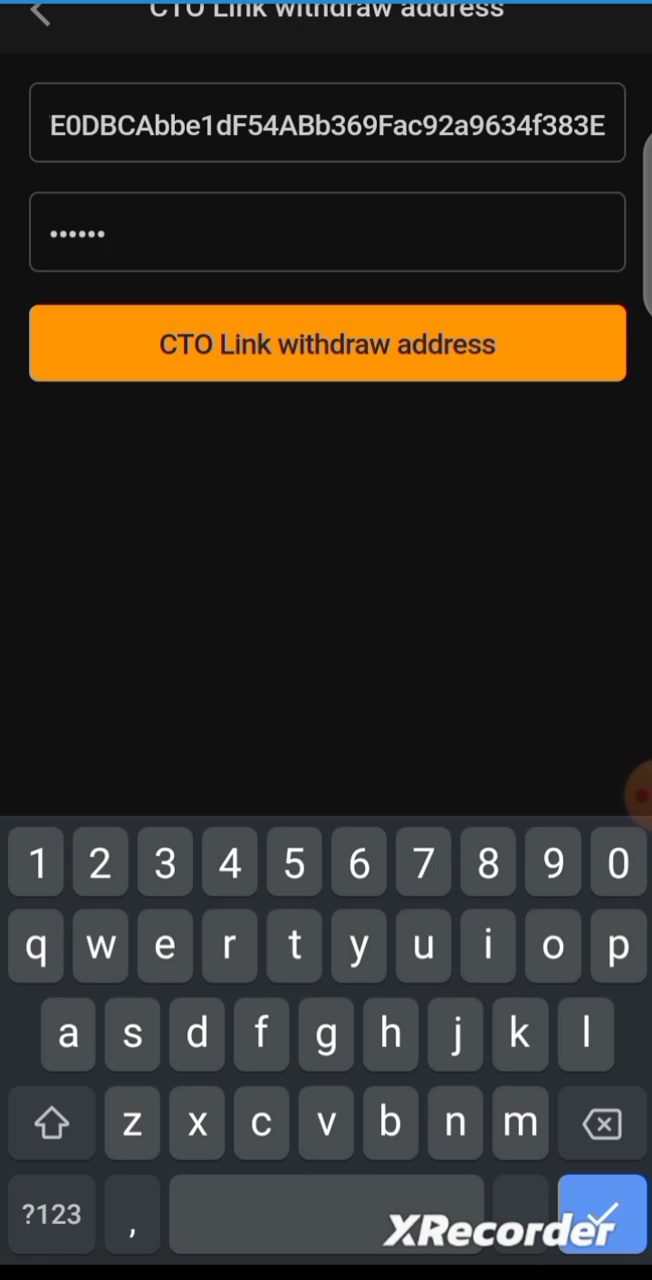 CTO Link withdraw address
E0DBCAbbe1dF54ABb369Fac92a9634f383E
••••••
CTO Link withdraw address
1 2 3 4 5 6 7 8 9 0
q w e r t y u i o p
a s d f g h j k l
z x c v b n m
?123 ,
XRecorder